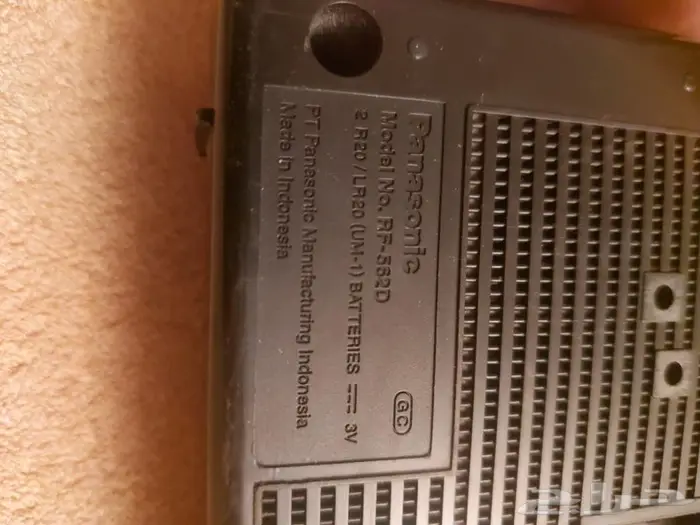 Panasonic
Model No. RF-562D
2 R20/LR20 (UM-1) BATTERIES ⎓ 3V
GC
PT Panasonic Manufacturing Indonesia
Made in Indonesia